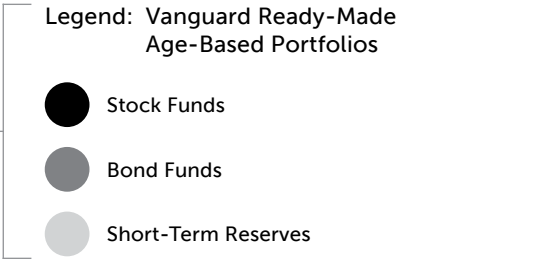 Legend: Vanguard Ready-Made
Age-Based Portfolios
Stock Funds
Bond Funds
Short-Term Reserves